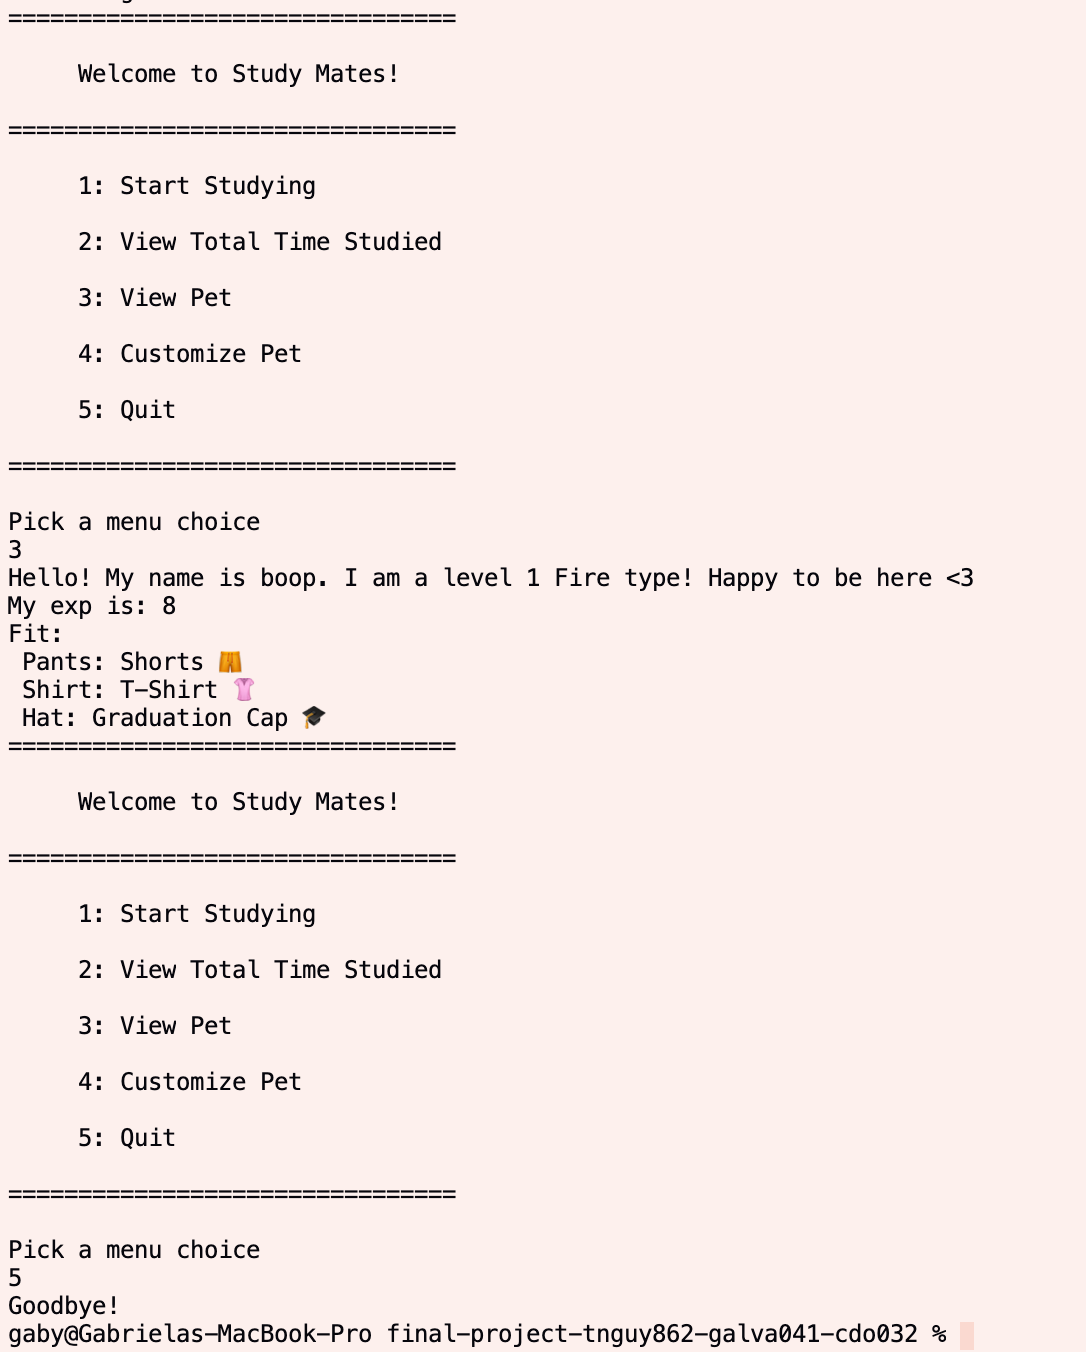 ===============================
Welcome to Study Mates!
===============================
1: Start Studying
2: View Total Time Studied
3: View Pet
4: Customize Pet
5: Quit
===============================
Pick a menu choice
3
Hello! My name is boop. I am a level 1 Fire type! Happy to be here <3
My exp is: 8
Fit:
Pants: Shorts 🩳
Shirt: T-Shirt 👚
Hat: Graduation Cap 🎓
===============================
Welcome to Study Mates!
===============================
1: Start Studying
2: View Total Time Studied
3: View Pet
4: Customize Pet
5: Quit
===============================
Pick a menu choice
5
Goodbye!
gaby@Gabrielas-MacBook-Pro final-project-tnguy862-galva041-cdo032 %